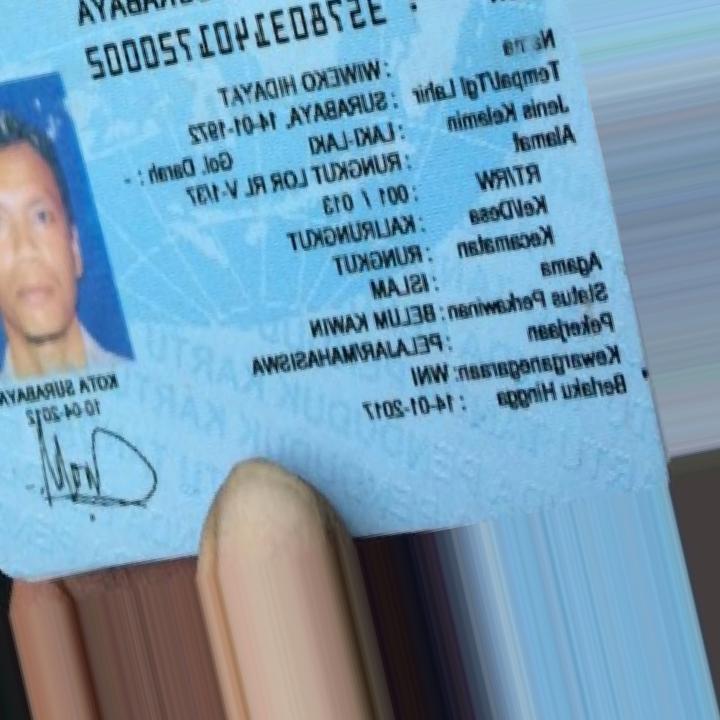 SURABAYA
: 3578031401720005
Nama : WIWEKO HIDAYAT
Tempat/Tgl Lahir : SURABAYA, 14-01-1972
Jenis Kelamin : LAKI-LAKI Gol. Darah : -
Alamat : RUNGKUT LOR RL V-1/37
RT/RW : 001 / 013
Kel/Desa : KALIRUNGKUT
Kecamatan : RUNGKUT
Agama : ISLAM
Status Perkawinan : BELUM KAWIN
Pekerjaan : PELAJAR/MAHASISWA
Kewarganegaraan: WNI
Berlaku Hingga : 14-01-2017
KOTA SURABAYA
10-04-2012